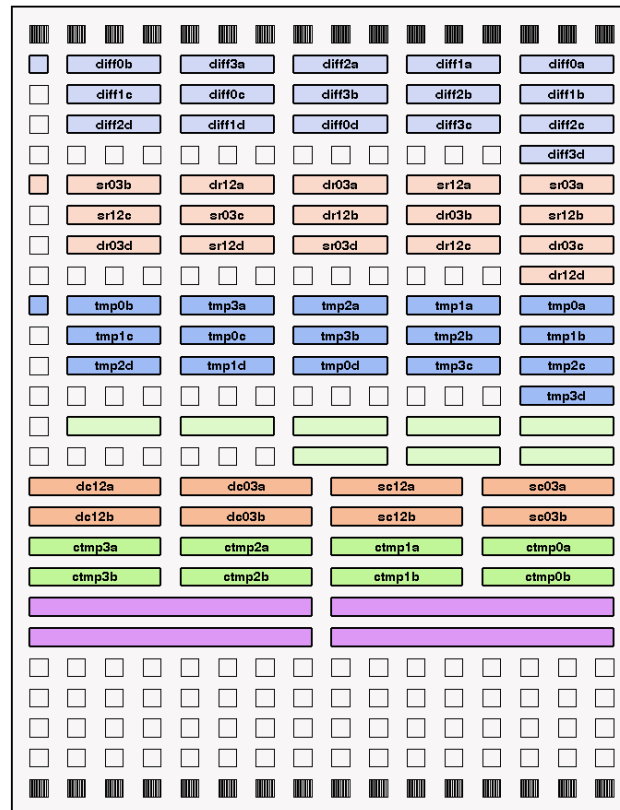 diff0b diff3a diff2a diff1a diff0a
diff1c diff0c diff3b diff2b diff1b
diff2d diff1d diff0d diff3c diff2c
diff3d
sr03b dr12a dr03a sr12a sr03a
sr12c sr03c dr12b dr03b sr12b
dr03d sr12d sr03d dr12c dr03c
dr12d
tmp0b tmp3a tmp2a tmp1a tmp0a
tmp1c tmp0c tmp3b tmp2b tmp1b
tmp2d tmp1d tmp0d tmp3c tmp2c
tmp3d
dc12a dc03a sc12a sc03a
dc12b dc03b sc12b sc03b
ctmp3a ctmp2a ctmp1a ctmp0a
ctmp3b ctmp2b ctmp1b ctmp0b